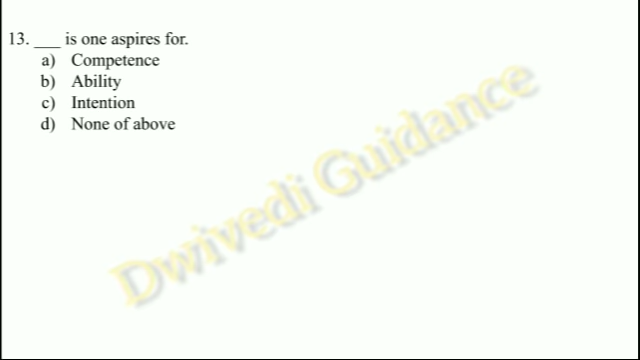 13. ___ is one aspires for.
a) Competence
b) Ability
c) Intention
d) None of above
Dwivedi Guidance